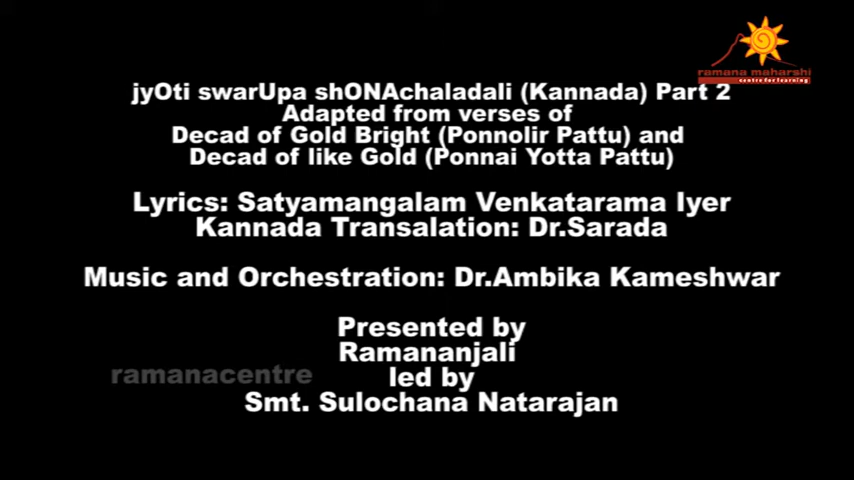 ramana maharshi
centre for learning
jyOti swarUpa shONAchaladali (Kannada) Part 2
Adapted from verses of
Decad of Gold Bright (Ponnolir Pattu) and
Decad of like Gold (Ponnai Yotta Pattu)
Lyrics: Satyamangalam Venkatarama Iyer
Kannada Transalation: Dr.Sarada
Music and Orchestration: Dr.Ambika Kameshwar
Presented by
Ramananjali
ramanacentre
led by
Smt. Sulochana Natarajan